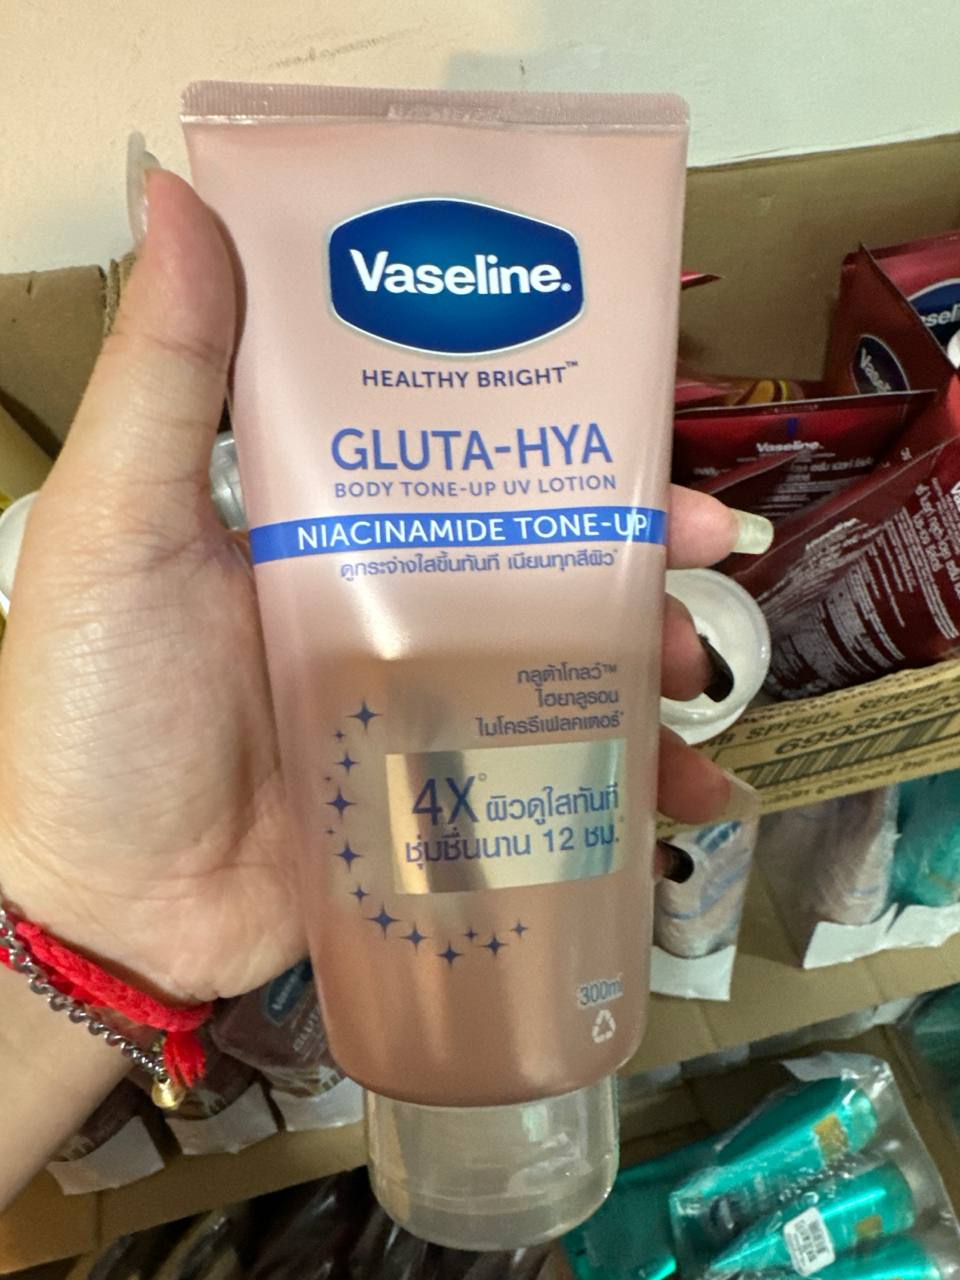 Vaseline.
HEALTHY BRIGHT™
GLUTA-HYA
BODY TONE-UP UV LOTION
NIACINAMIDE TONE-UP
ดูกระจ่างใสขึ้นทันที เนียนทุกสีผิว*
กลูต้าโกลว์™
ไฮยาลูรอน
ไมโครรีเฟลคเตอร์*
4X° ผิวดูใสทันที
ชุ่มชื่นนาน 12 ชม.
300ml
Vaseline
SPF50+ SERUM